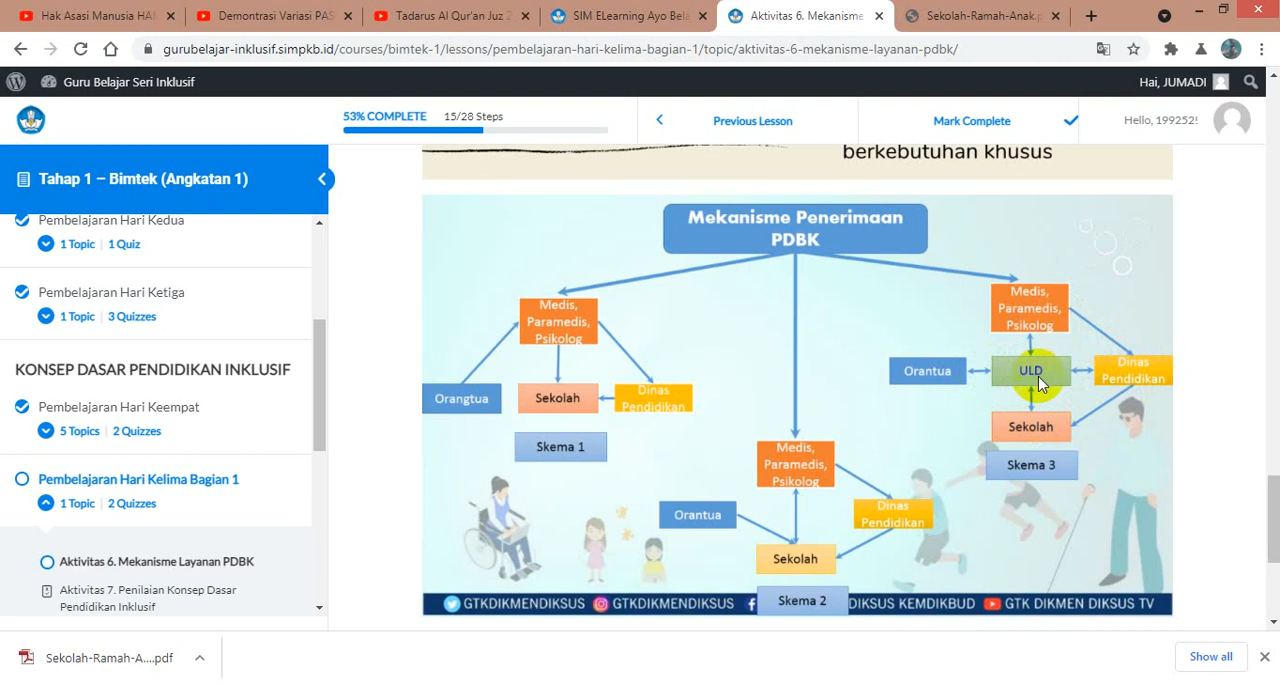 Hak Asasi Manusia HAM
Demontrasi Variasi PAS
Tadarus Al Qur'an Juz 2
SIM ELearning Ayo Bela
Aktivitas 6. Mekanisme
Sekolah-Ramah-Anak.p
gurubelajar-inklusif.simpkb.id/courses/bimtek-1/lessons/pembelajaran-hari-kelima-bagian-1/topic/aktivitas-6-mekanisme-layanan-pdbk/
Guru Belajar Seri Inklusif
Hai, JUMADI
53% COMPLETE 15/28 Steps
Previous Lesson
Mark Complete
Hello, 199252!
Tahap 1 – Bimtek (Angkatan 1)
Pembelajaran Hari Kedua
1 Topic | 1 Quiz
Pembelajaran Hari Ketiga
1 Topic | 3 Quizzes
KONSEP DASAR PENDIDIKAN INKLUSIF
Pembelajaran Hari Keempat
5 Topics | 2 Quizzes
Pembelajaran Hari Kelima Bagian 1
1 Topic | 2 Quizzes
Aktivitas 6. Mekanisme Layanan PDBK
Aktivitas 7. Penilaian Konsep Dasar
Pendidikan Inklusif
berkebutuhan khusus
Mekanisme Penerimaan
PDBK
Medis,
Paramedis,
Psikolog
Orangtua
Sekolah
Dinas
Pendidikan
Skema 1
Medis,
Paramedis,
Psikolog
Orantua
Dinas
Pendidikan
Sekolah
Skema 2
Medis,
Paramedis,
Psikolog
Orantua
ULD
Dinas
Pendidikan
Sekolah
Skema 3
GTKDIKMENDIKSUS
GTKDIKMENDIKSUS
DIKSUS KEMDIKBUD
GTK DIKMEN DIKSUS TV
Sekolah-Ramah-A....pdf
Show all